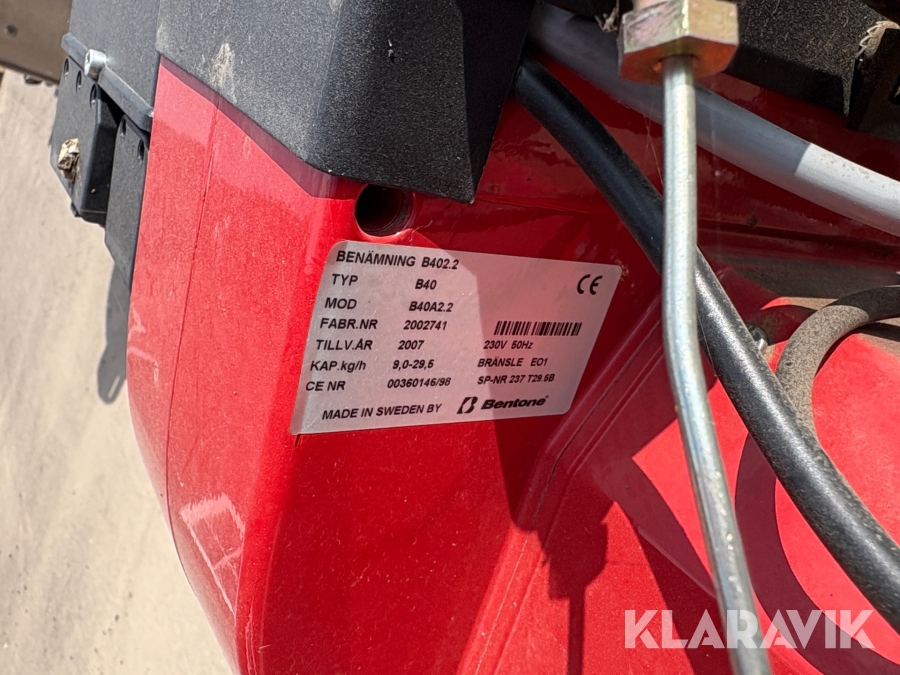 BENÄMNING B402.2
TYP B40
MOD B40A2.2
FABR.NR 2002741
TILLV.ÅR 2007 230V 50Hz
KAP.kg/h 9,0-29,5 BRÄNSLE EO1
CE NR 00360146/98 SP-NR 237 T29.5B
MADE IN SWEDEN BY Bentone
CE
KLARAVIK